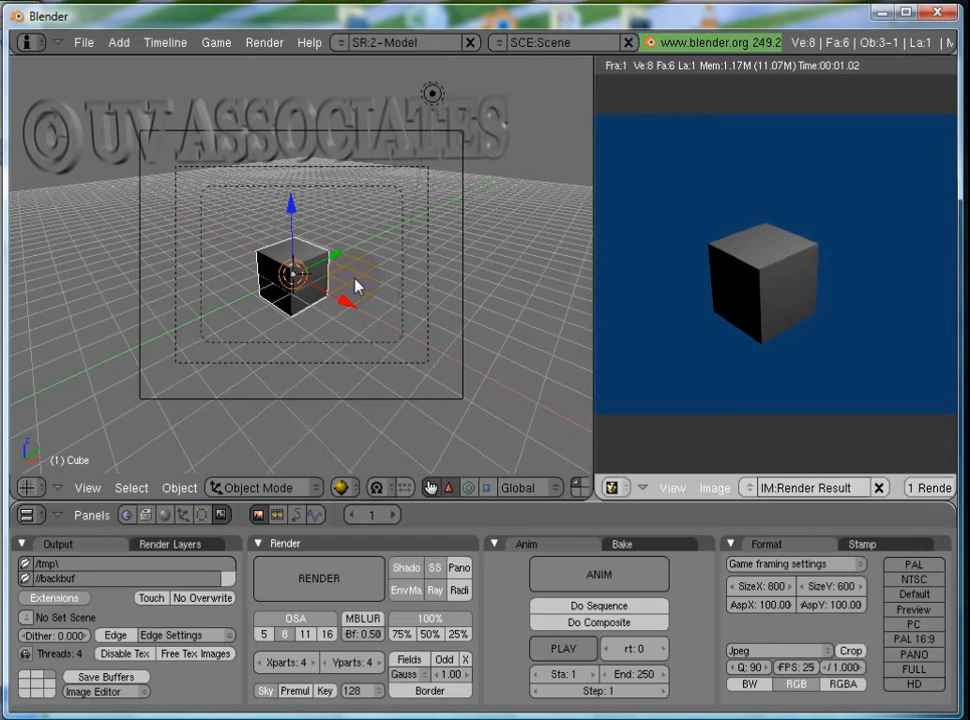 Blender
File Add Timeline Game Render Help SR:2-Model SCE:Scene www.blender.org 249.2 Ve:8 | Fa:6 | Ob:3-1 | La:1 | M
Fra:1 Ve:8 Fa:6 La:1 Mem:1.17M (11.07M) Time:00:01.02
© UV ASSOCIATES
z
(1) Cube
View Select Object Object Mode Global View Image IM:Render Result 1 Rende
Panels 1
Output Render Layers Render Anim Bake Format Stamp
/tmp\
//backbuf
Extensions Touch No Overwrite
No Set Scene
Dither: 0.000 Edge Edge Settings
Threads: 4 Disable Tex Free Tex Images
Save Buffers
Image Editor
RENDER Shado SS Pano
EnvMa Ray Radi
OSA MBLUR 100%
5 8 11 16 Bf: 0.50 75% 50% 25%
Xparts: 4 Yparts: 4 Fields Odd X
Gauss 1.00
Sky Premul Key 128 Border
ANIM
Do Sequence
Do Composite
PLAY rt: 0
Sta: 1 End: 250
Step: 1
Game framing settings
SizeX: 800 SizeY: 600
AspX: 100.00 AspY: 100.00
Jpeg Crop
Q: 90 FPS: 25 / 1.000
BW RGB RGBA
PAL
NTSC
Default
Preview
PC
PAL 16:9
PANO
FULL
HD